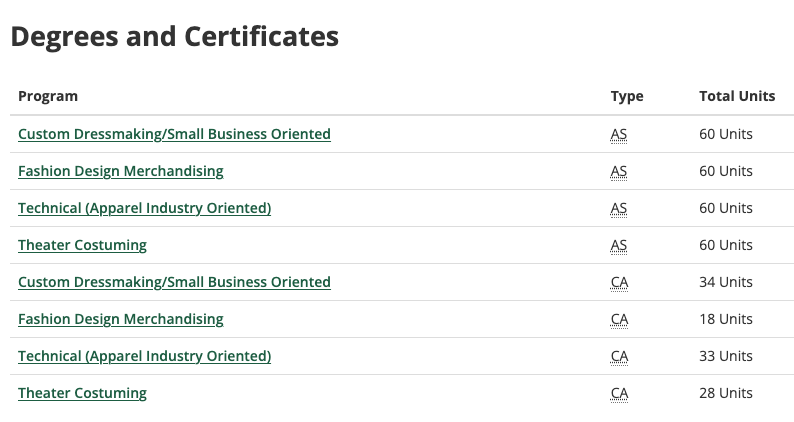 Degrees and Certificates
Program Type Total Units
Custom Dressmaking/Small Business Oriented AS 60 Units
Fashion Design Merchandising AS 60 Units
Technical (Apparel Industry Oriented) AS 60 Units
Theater Costuming AS 60 Units
Custom Dressmaking/Small Business Oriented CA 34 Units
Fashion Design Merchandising CA 18 Units
Technical (Apparel Industry Oriented) CA 33 Units
Theater Costuming CA 28 Units